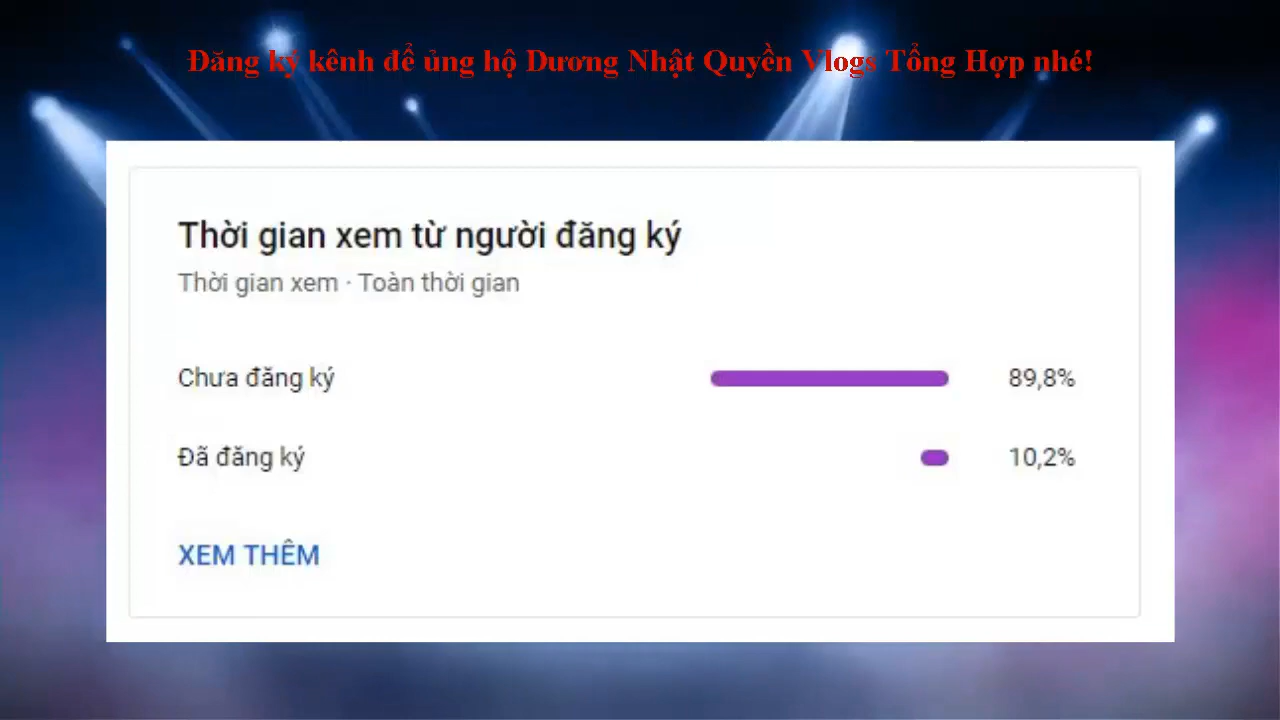 Đăng ký kênh để ủng hộ Dương Nhật Quyền Vlogs Tổng Hợp nhé!
Thời gian xem từ người đăng ký
Thời gian xem · Toàn thời gian
Chưa đăng ký 89,8%
Đã đăng ký 10,2%
XEM THÊM